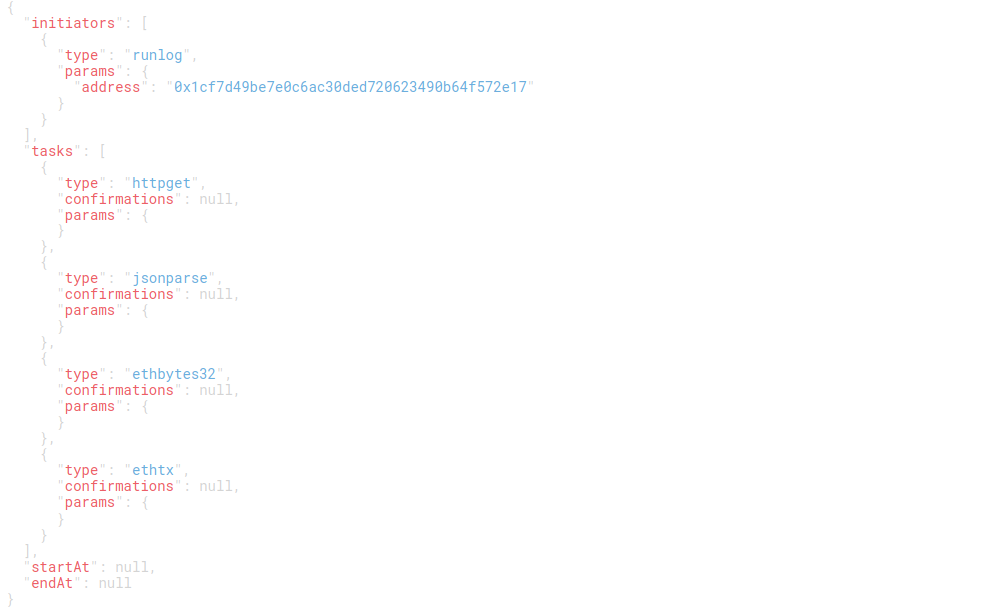 {
  "initiators": [
    {
      "type": "runlog",
      "params": {
        "address": "0x1cf7d49be7e0c6ac30ded720623490b64f572e17"
      }
    }
  ],
  "tasks": [
    {
      "type": "httpget",
      "confirmations": null,
      "params": {
      }
    },
    {
      "type": "jsonparse",
      "confirmations": null,
      "params": {
      }
    },
    {
      "type": "ethbytes32",
      "confirmations": null,
      "params": {
      }
    },
    {
      "type": "ethtx",
      "confirmations": null,
      "params": {
      }
    }
  ],
  "startAt": null,
  "endAt": null
}